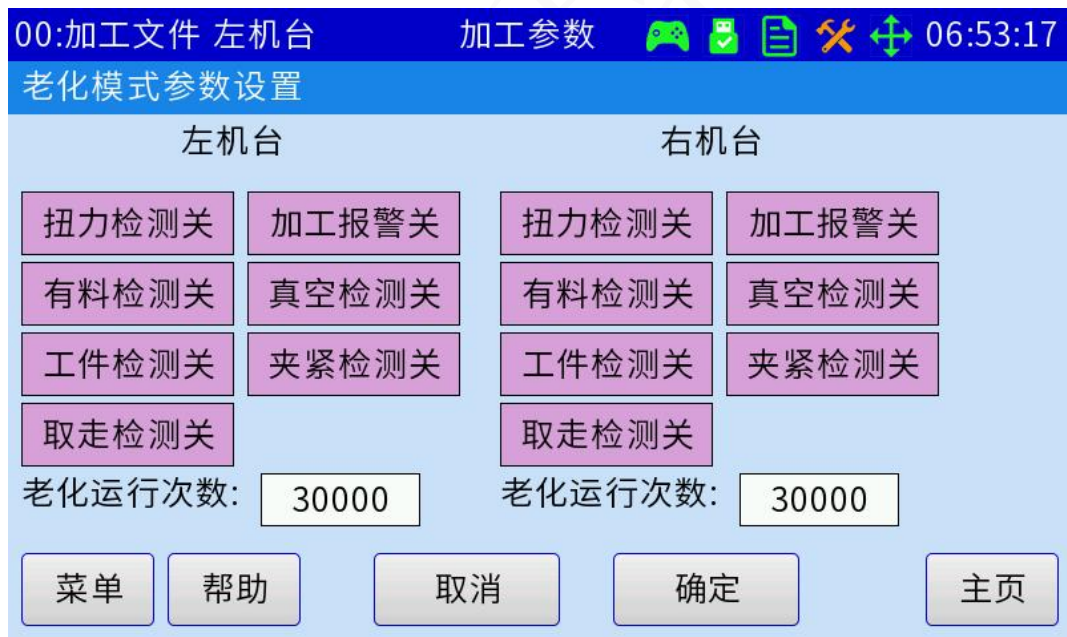 00:加工文件 左机台 加工参数 06:53:17
老化模式参数设置
左机台 右机台
扭力检测关 加工报警关 扭力检测关 加工报警关
有料检测关 真空检测关 有料检测关 真空检测关
工件检测关 夹紧检测关 工件检测关 夹紧检测关
取走检测关 取走检测关
老化运行次数: 30000 老化运行次数: 30000
菜单 帮助 取消 确定 主页